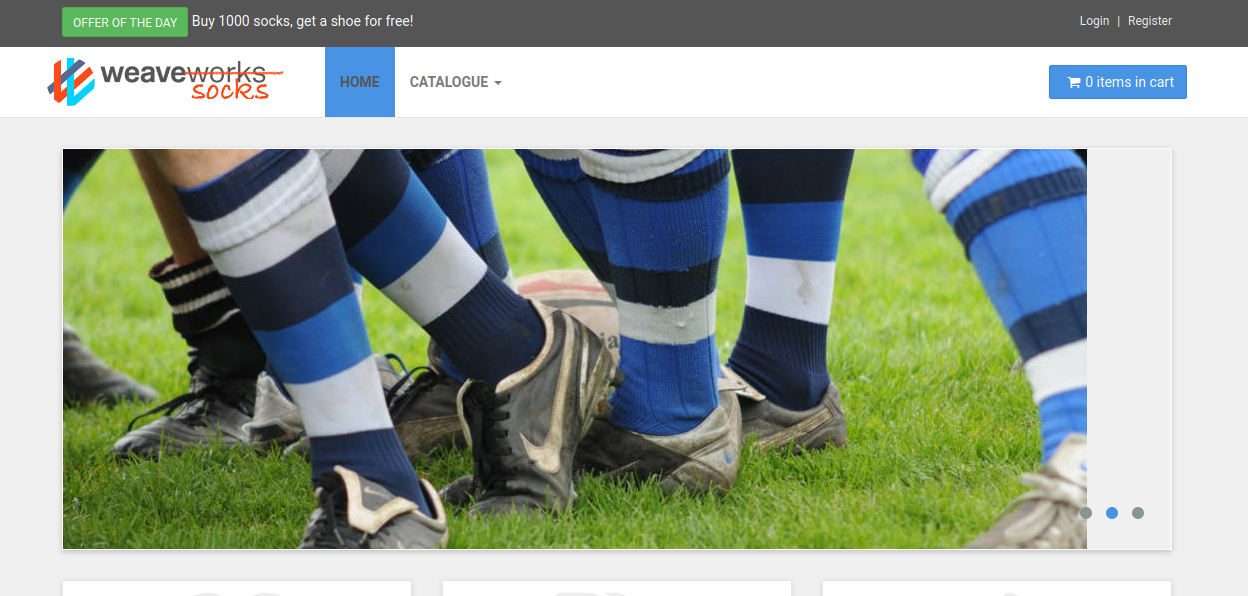 OFFER OF THE DAY Buy 1000 socks, get a shoe for free!
Login | Register
weaveworks
socks
HOME
CATALOGUE
0 items in cart